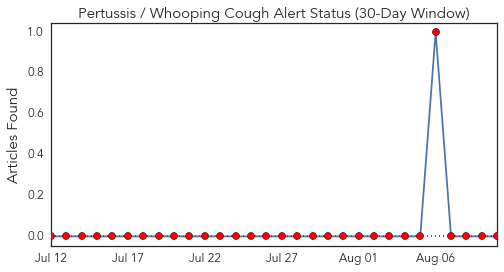 Pertussis / Whooping Cough Alert Status (30-Day Window)
Articles Found
1.0
0.8
0.6
0.4
0.2
0.0
Jul 12 Jul 17 Jul 22 Jul 27 Aug 01 Aug 06